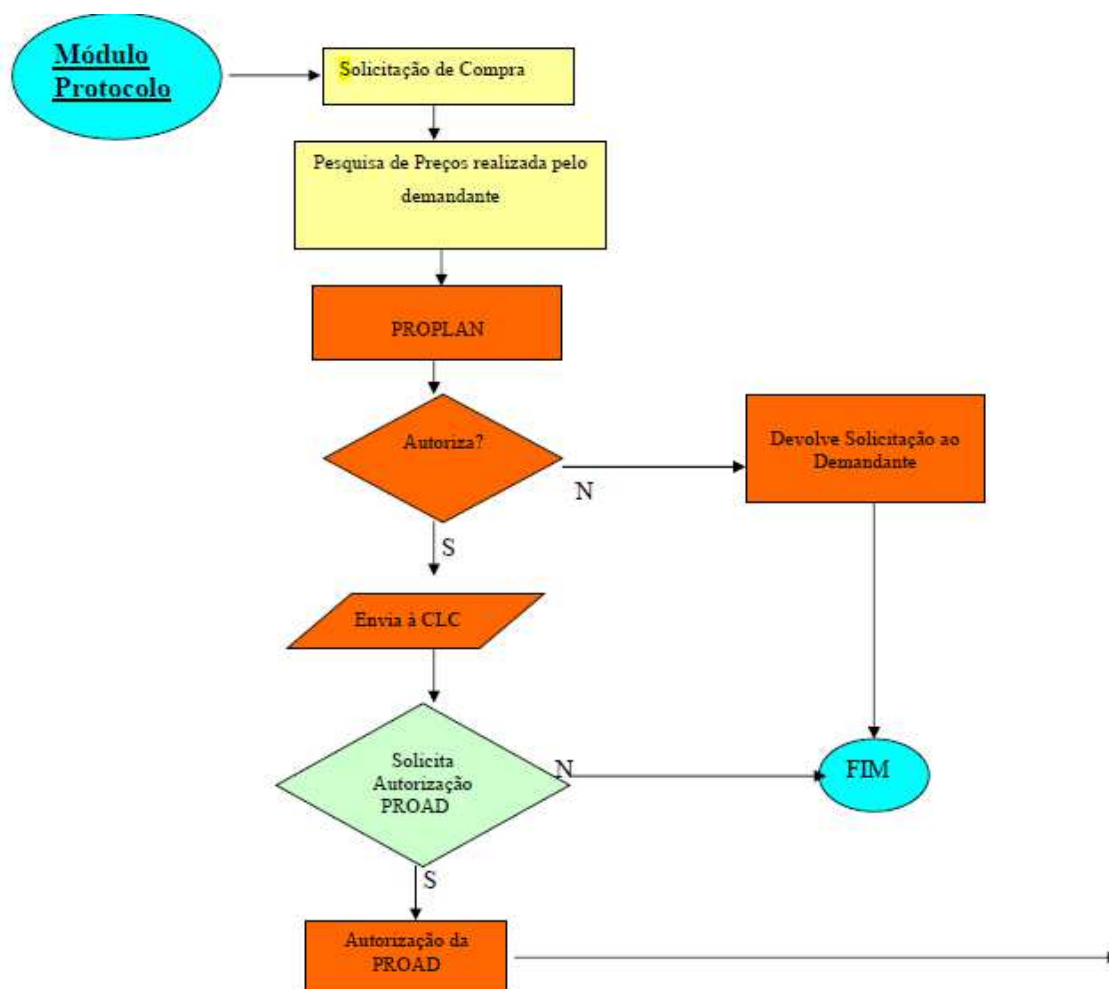 Módulo
Protocolo
Solicitação de Compra
Pesquisa de Preços realizada pelo
demandante
PROPLAN
Autoriza?
N
Devolve Solicitação ao
Demandante
S
Envia à CLC
Solicita
Autorização
PROAD
N
FIM
S
Autorização da
PROAD